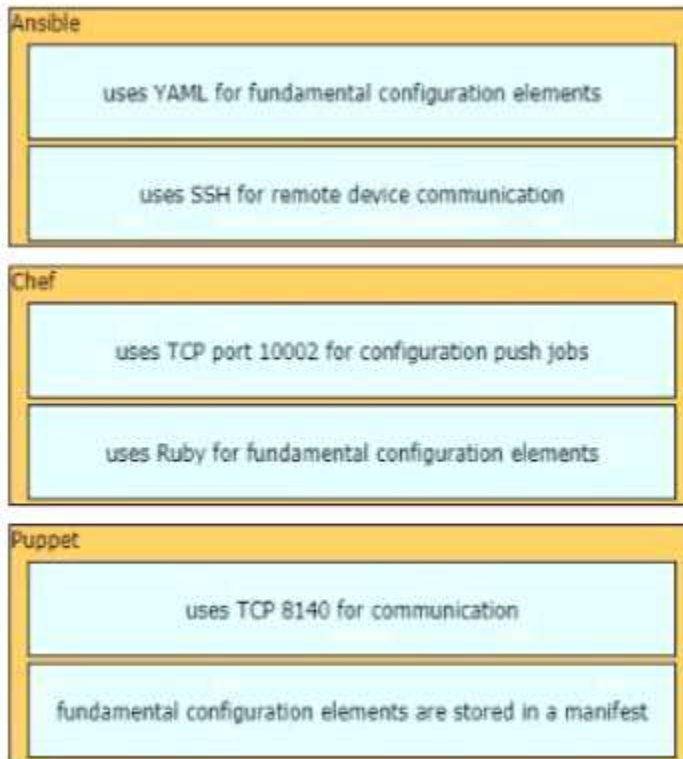 Ansible
uses YAML for fundamental configuration elements
uses SSH for remote device communication
Chef
uses TCP port 10002 for configuration push jobs
uses Ruby for fundamental configuration elements
Puppet
uses TCP 8140 for communication
fundamental configuration elements are stored in a manifest